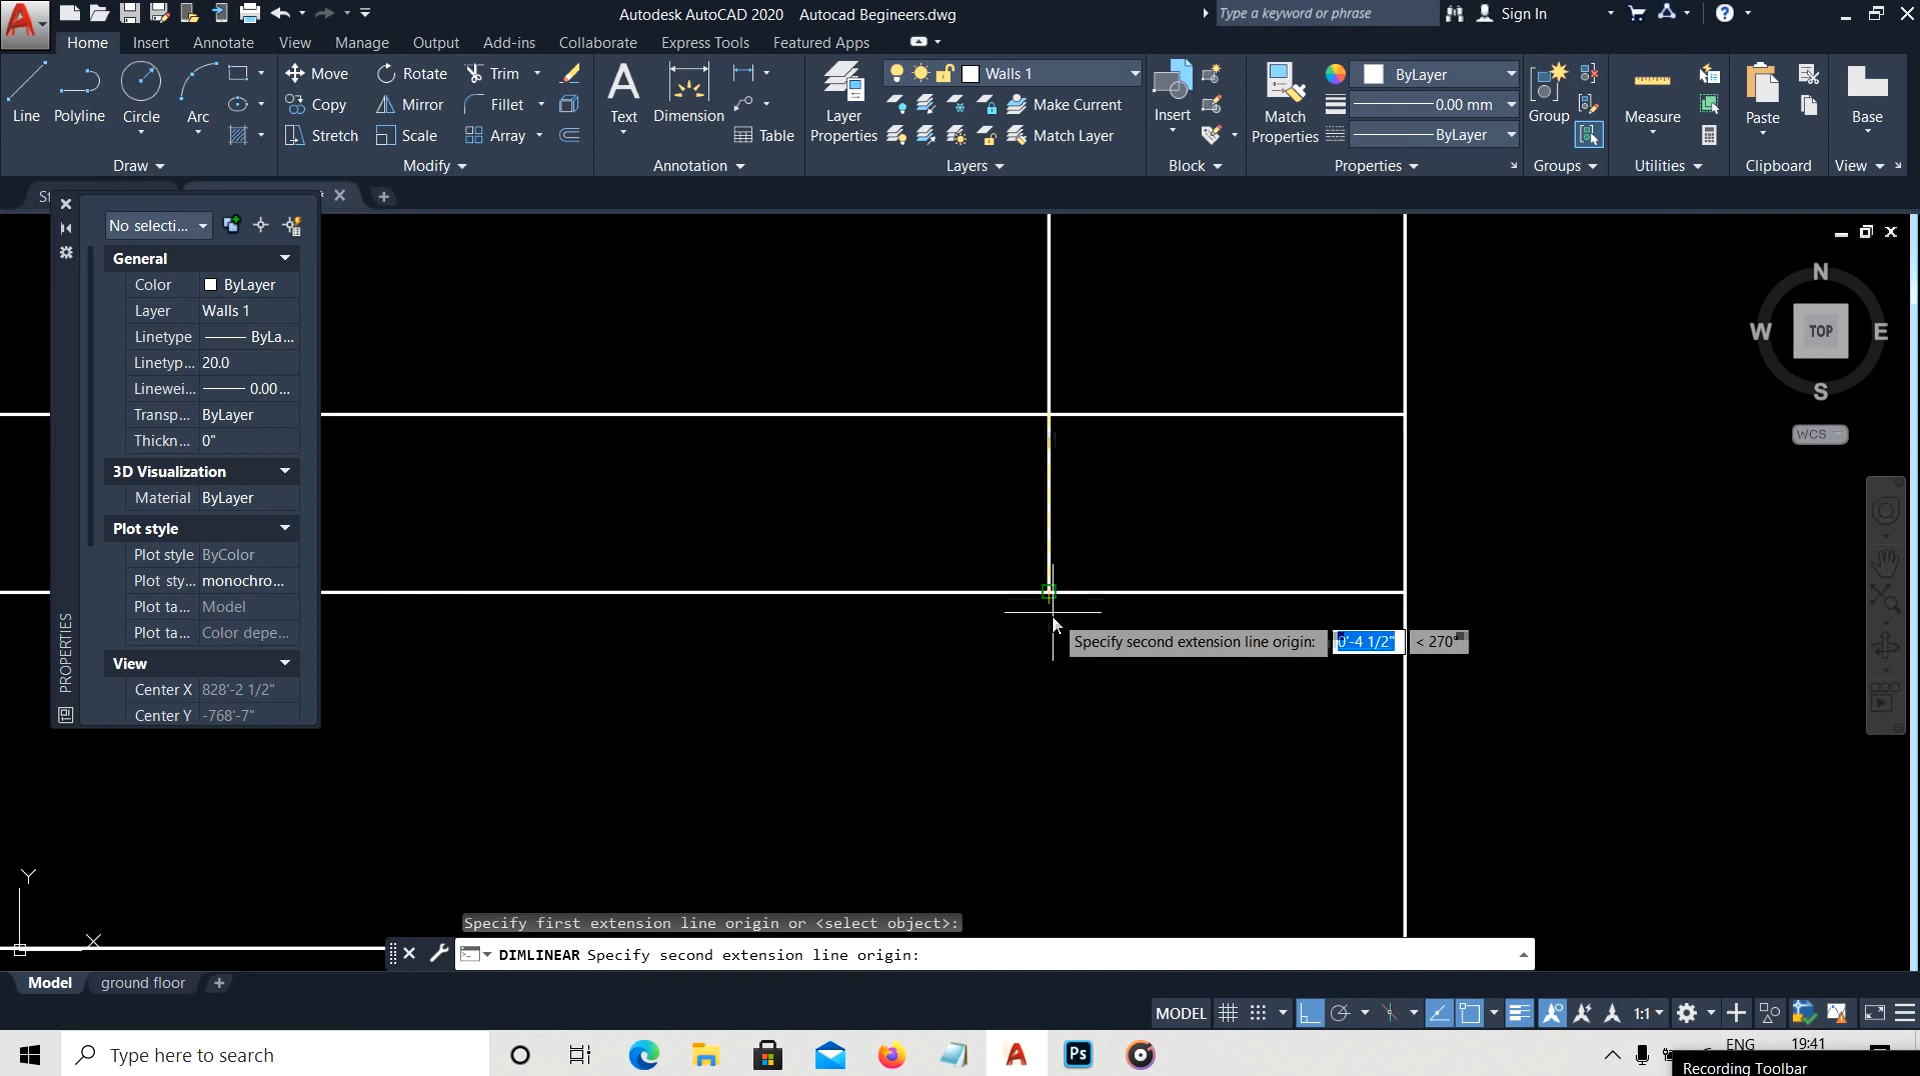 Autodesk AutoCAD 2020 Autocad Begineers.dwg
Type a keyword or phrase
Sign In
Home Insert Annotate View Manage Output Add-ins Collaborate Express Tools Featured Apps
Line Polyline Circle Arc
Draw
Move Rotate Trim
Copy Mirror Fillet
Stretch Scale Array
Modify
Text Dimension Table
Annotation
Layer Properties
Walls 1
Make Current
Match Layer
Layers
Insert
Block
Match Properties
ByLayer
0.00 mm
ByLayer
Properties
Group
Groups
Measure
Utilities
Paste
Clipboard
Base
View
St
No selecti...
General
Color ByLayer
Layer Walls 1
Linetype ByLa...
Linetyp... 20.0
Linewei... 0.00...
Transp... ByLayer
Thickn... 0"
3D Visualization
Material ByLayer
Plot style
Plot style ByColor
Plot sty... monochro...
Plot ta... Model
Plot ta... Color depe...
View
Center X 828'-2 1/2"
Center Y -768'-7"
PROPERTIES
N
W TOP E
S
WCS
Specify second extension line origin: 0'-4 1/2" < 270°
Y
X
Specify first extension line origin or <select object>:
DIMLINEAR Specify second extension line origin:
Model ground floor
MODEL 1:1
Type here to search
Ps
ENG
19:41
Recording Toolbar